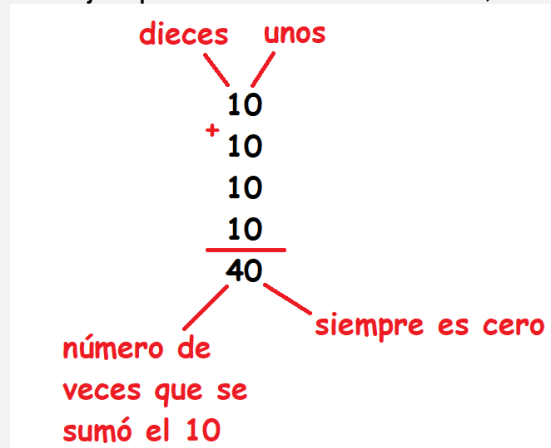 dieces unos
10
+
10
10
10
40
siempre es cero
número de
veces que se
sumó el 10